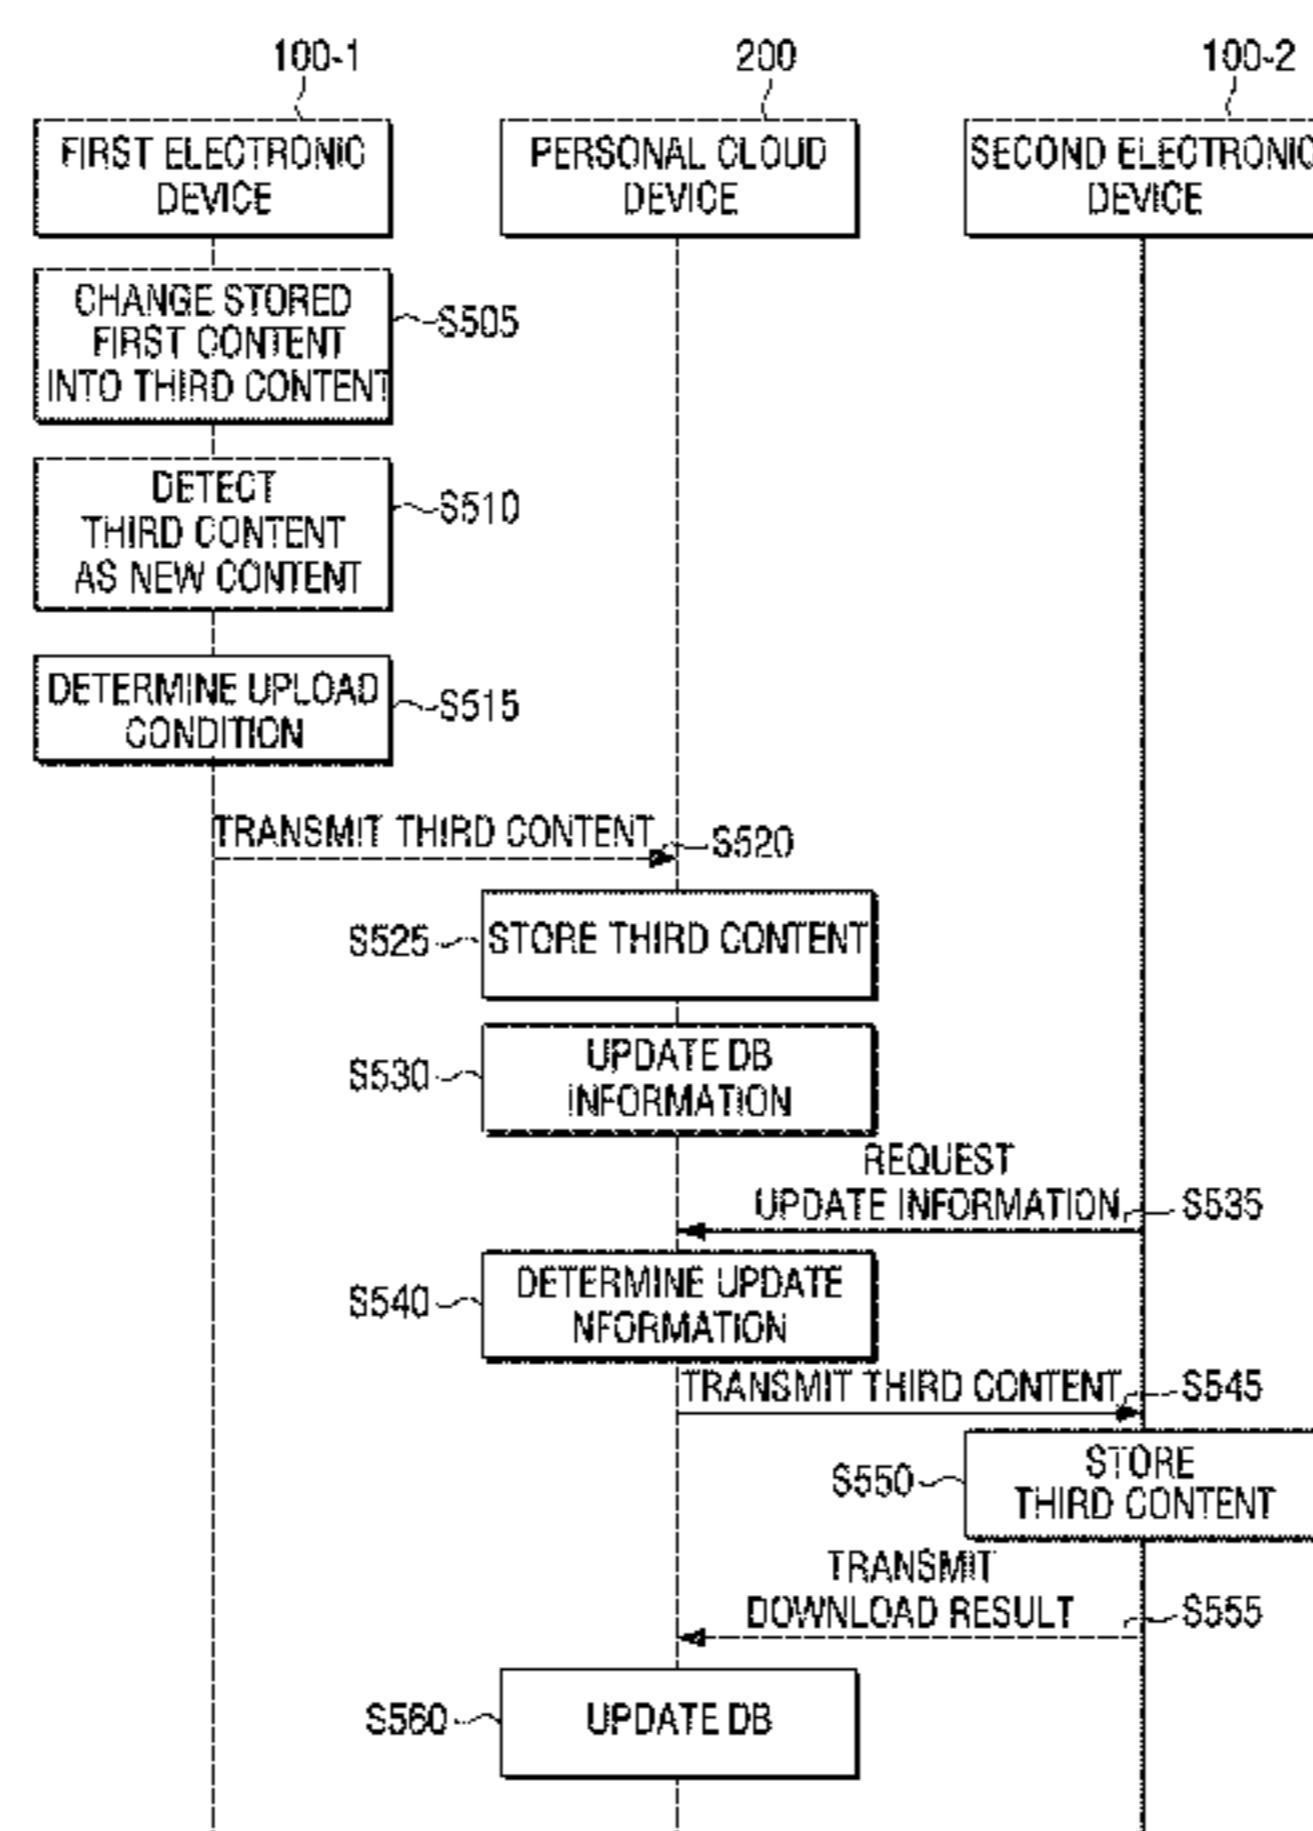 100-1
200
100-2
FIRST ELECTRONIC
DEVICE
PERSONAL CLOUD
DEVICE
SECOND ELECTRONIC
DEVICE
CHANGE STORED
FIRST CONTENT
INTO THIRD CONTENT
S505
DETECT
THIRD CONTENT
AS NEW CONTENT
S510
DETERMINE UPLOAD
CONDITION
S515
TRANSMIT THIRD CONTENT
S520
S525
STORE THIRD CONTENT
S530
UPDATE DB
INFORMATION
REQUEST
UPDATE INFORMATION
S535
S540
DETERMINE UPDATE
NFORMATION
TRANSMIT THIRD CONTENT
S545
S550
STORE
THIRD CONTENT
TRANSMIT
DOWNLOAD RESULT
S555
S560
UPDATE DB